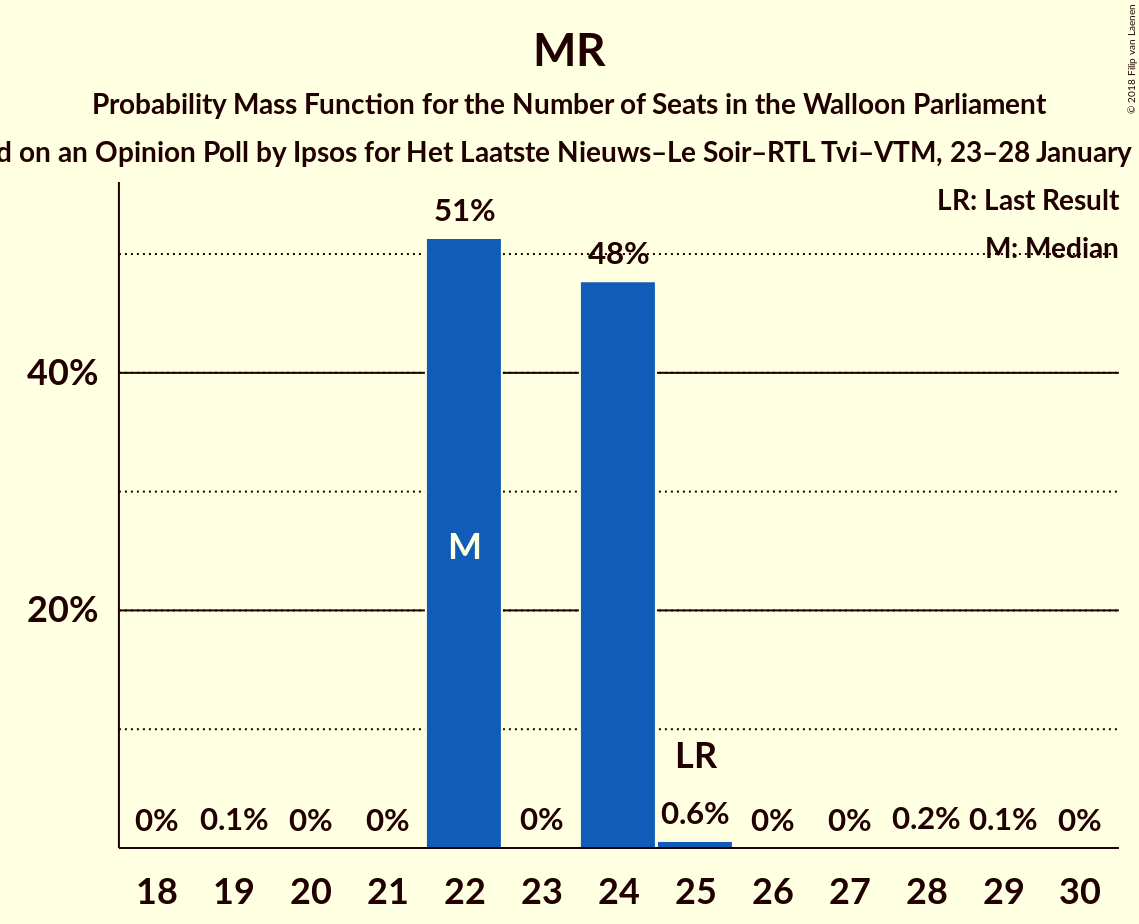 MR
Probability Mass Function for the Number of Seats in the Walloon Parliament
on an Opinion Poll by Ipsos for Het Laatste Nieuws–Le Soir–RTL Tvi–VTM, 23–28 January
© 2018 Filip van Laenen
LR: Last Result
M: Median
51%
48%
40%
20%
M
LR
0% 0.1% 0% 0% 0% 0.6% 0% 0% 0.2% 0.1% 0%
18 19 20 21 22 23 24 25 26 27 28 29 30